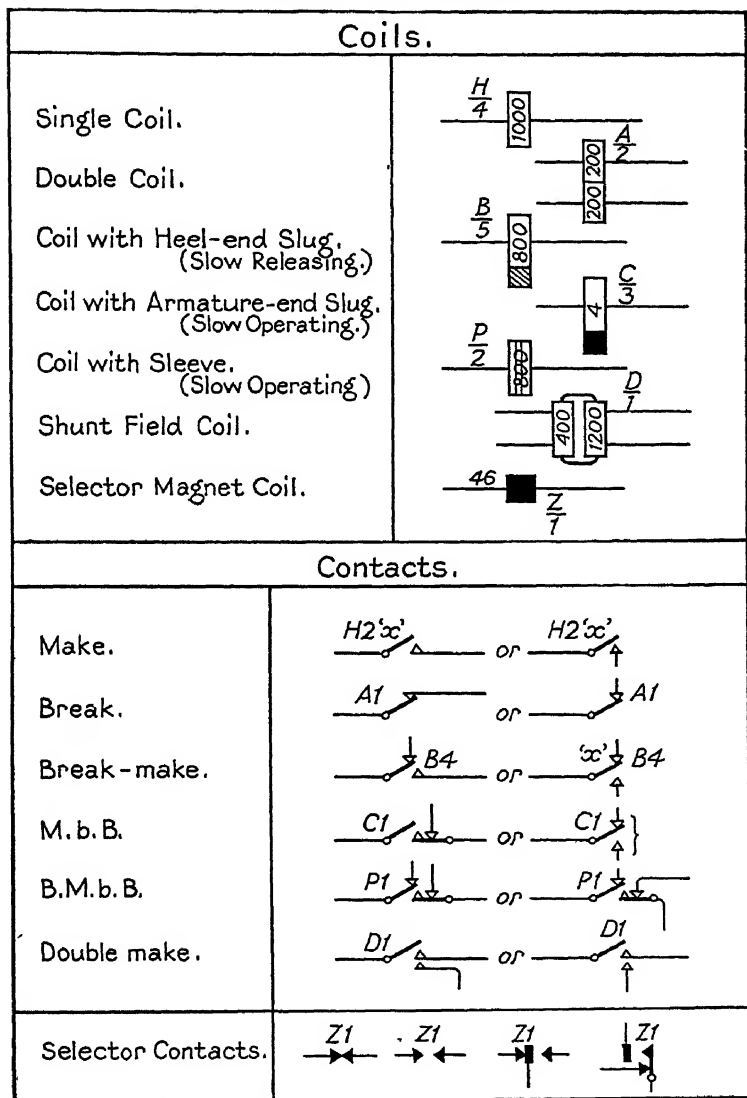 Coils.
Single Coil.
H/4 1000
Double Coil.
A/2 200
200
Coil with Heel-end Slug.
(Slow Releasing.)
B/5 800
Coil with Armature-end Slug.
(Slow Operating.)
C/3 4
Coil with Sleeve.
(Slow Operating)
P/2 800
Shunt Field Coil.
D/1 400 1200
Selector Magnet Coil.
46 Z/1
Contacts.
Make. H2'x' or H2'x'
Break. A1 or A1
Break-make. B4 or 'x' B4
M.b.B. C1 or C1
B.M.b.B. P1 or P1
Double make. D1 or D1
Selector Contacts. Z1 Z1 Z1 Z1